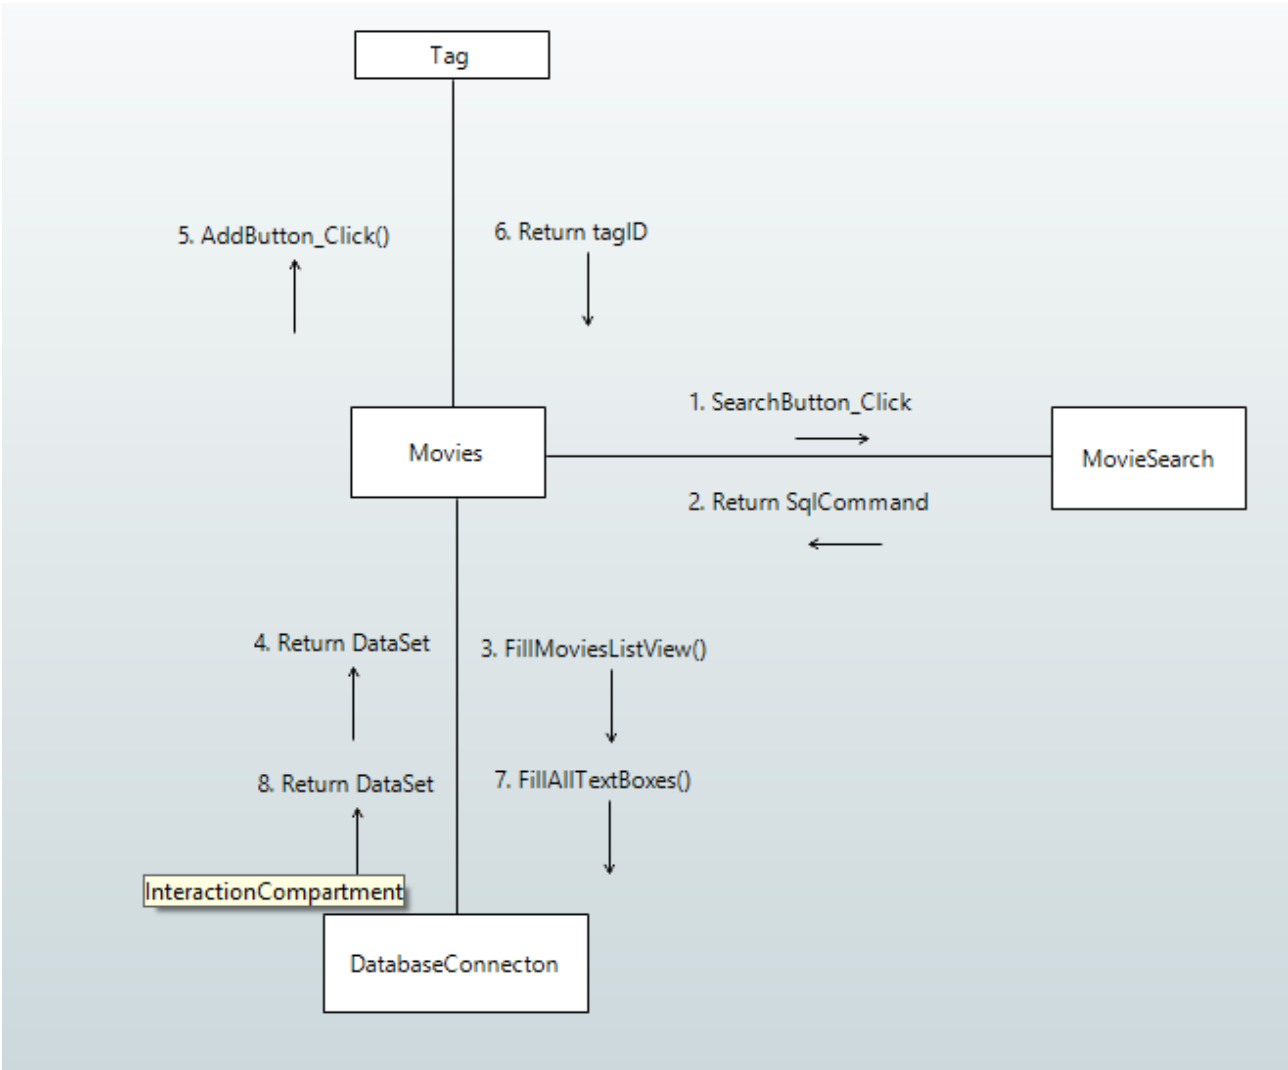 Tag
5. AddButton_Click()
6. Return tagID
1. SearchButton_Click
Movies
MovieSearch
2. Return SqlCommand
4. Return DataSet
3. FillMoviesListView()
8. Return DataSet
7. FillAllTextBoxes()
InteractionCompartment
DatabaseConnecton